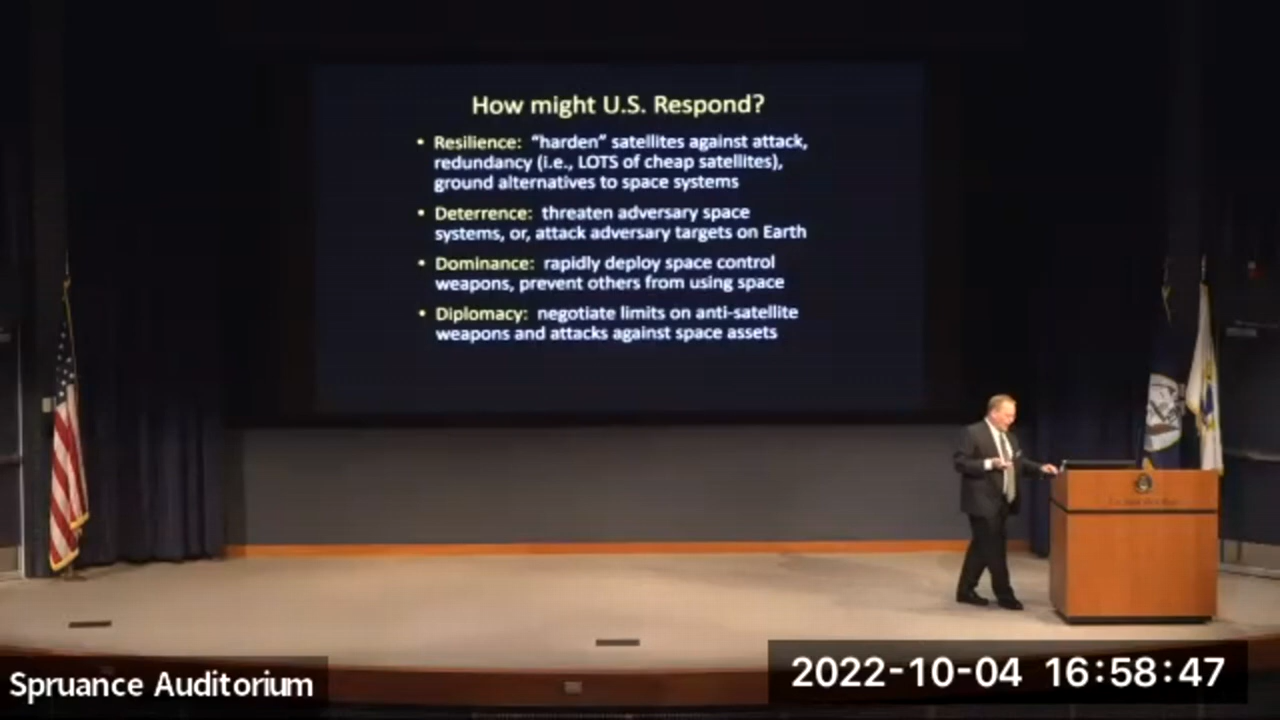 How might U.S. Respond?
• Resilience: "harden" satellites against attack,
redundancy (i.e., LOTS of cheap satellites),
ground alternatives to space systems
• Deterrence: threaten adversary space
systems, or, attack adversary targets on Earth
• Dominance: rapidly deploy space control
weapons, prevent others from using space
• Diplomacy: negotiate limits on anti-satellite
weapons and attacks against space assets
Spruance Auditorium
2022-10-04 16:58:47